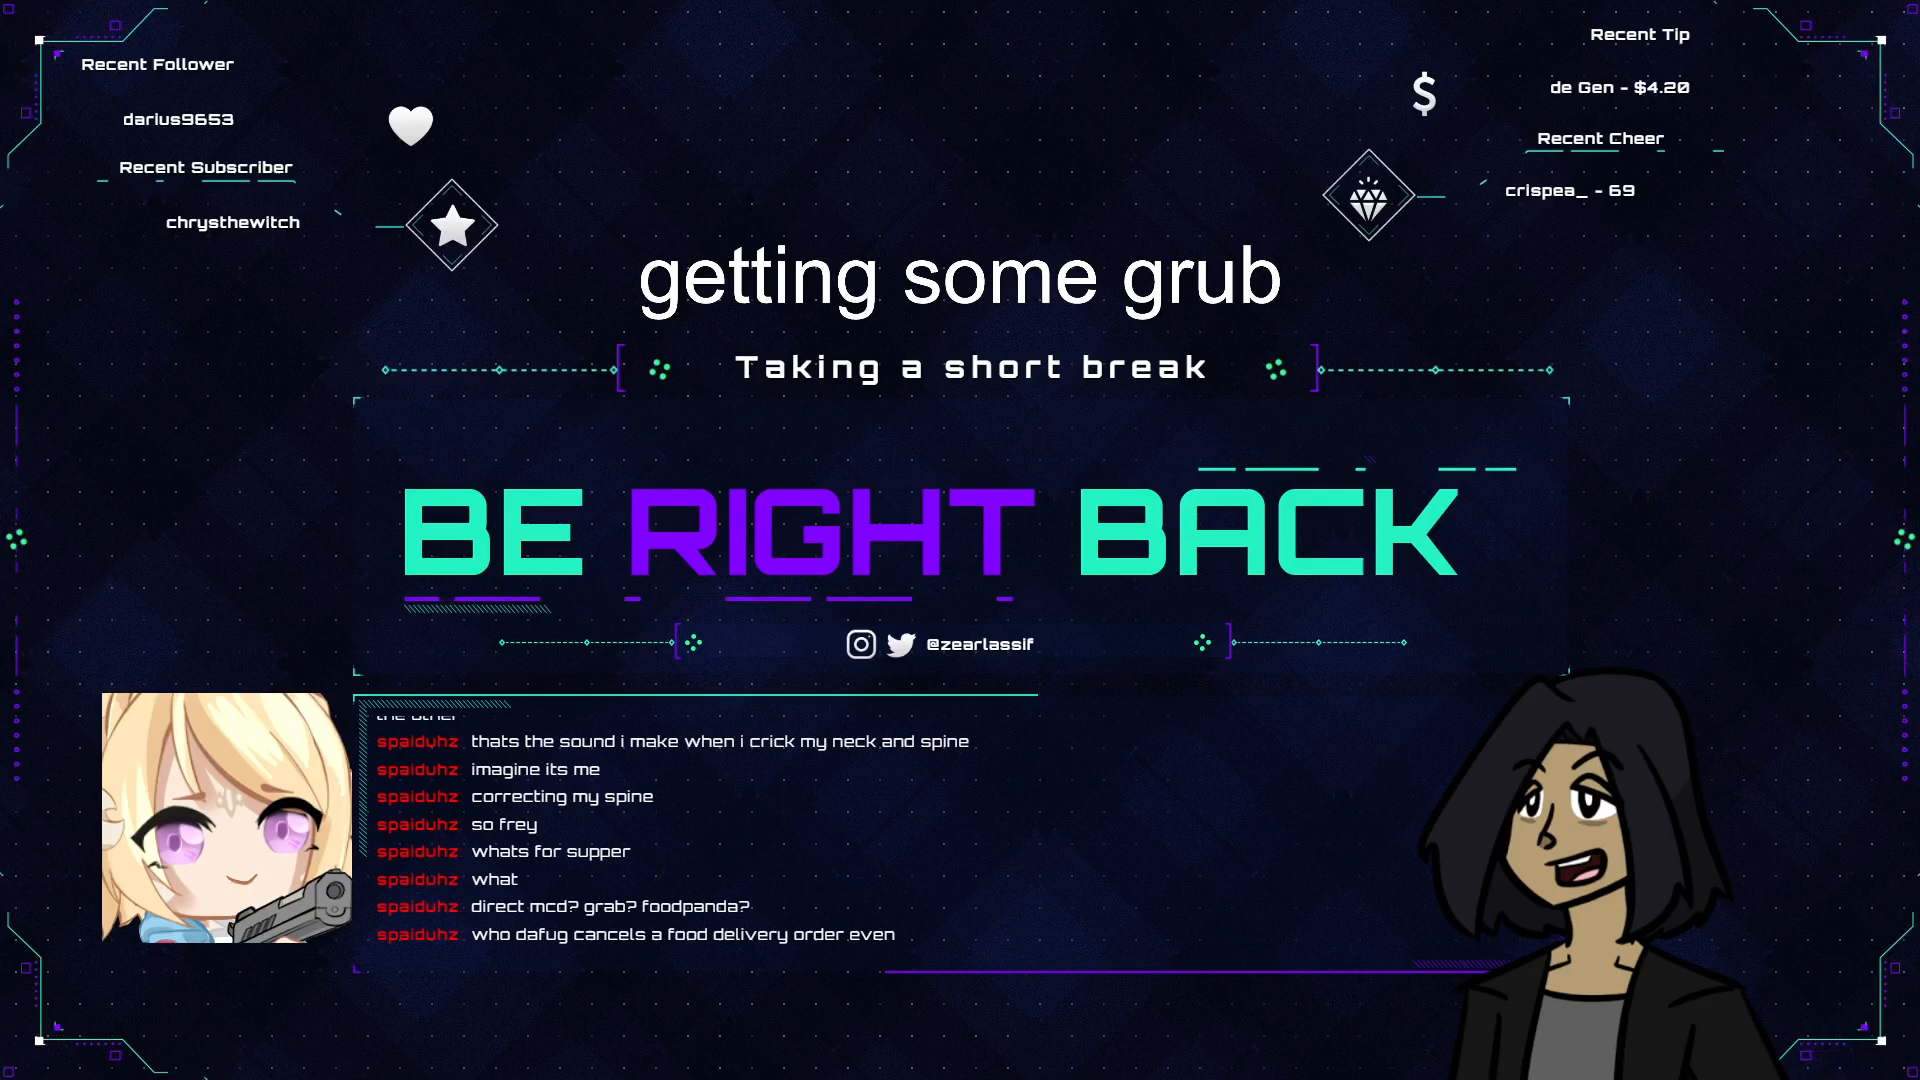 Recent Follower
darius9653
Recent Subscriber
chrysthewitch
Recent Tip
de Gen - $4.20
Recent Cheer
crispea_ - 69
getting some grub
Taking a short break
BE RIGHT BACK
@zearlassif
the other
spaiduhz thats the sound i make when i crick my neck and spine
spaiduhz imagine its me
spaiduhz correcting my spine
spaiduhz so frey
spaiduhz whats for supper
spaiduhz what
spaiduhz direct mcd? grab? foodpanda?
spaiduhz who dafug cancels a food delivery order even